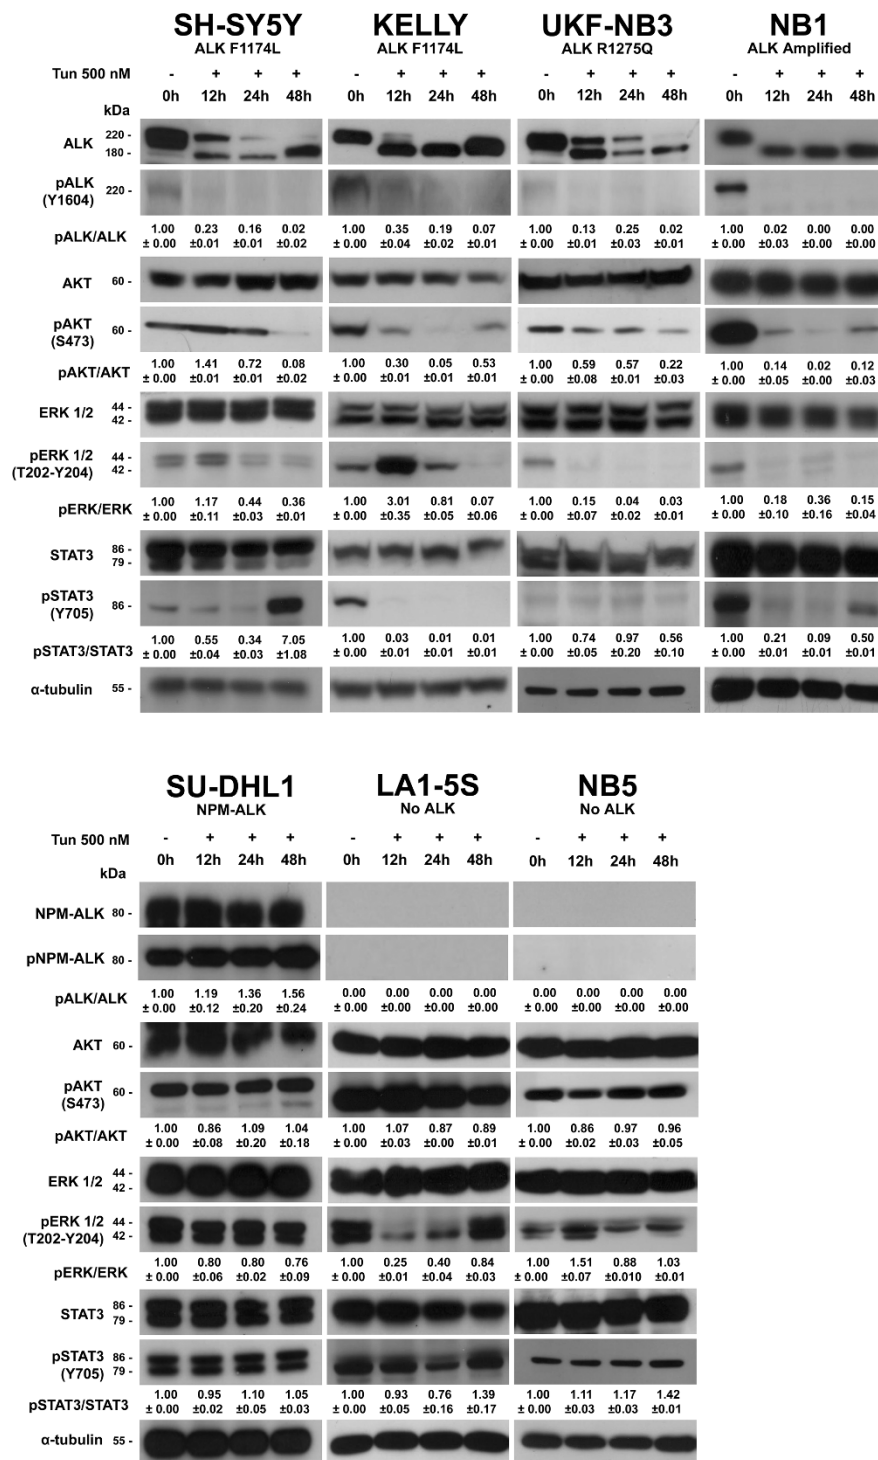 SH-SY5Y KELLY UKF-NB3 NB1
ALK F1174L ALK F1174L ALK R1275Q ALK Amplified
Tun 500 nM - + + + - + + + - + + + - + + +
0h 12h 24h 48h 0h 12h 24h 48h 0h 12h 24h 48h 0h 12h 24h 48h
kDa
ALK 220 - 180 -
pALK (Y1604) 220 -
pALK/ALK 1.00 0.23 0.16 0.02 1.00 0.35 0.19 0.07 1.00 0.13 0.25 0.02 1.00 0.02 0.00 0.00
± 0.00 ±0.01 ±0.01 ±0.02 ± 0.00 ±0.04 ±0.02 ±0.01 ± 0.00 ±0.01 ±0.03 ±0.01 ± 0.00 ±0.03 ±0.00 ±0.00
AKT 60 -
pAKT (S473) 60 -
pAKT/AKT 1.00 1.41 0.72 0.08 1.00 0.30 0.05 0.53 1.00 0.59 0.57 0.22 1.00 0.14 0.02 0.12
± 0.00 ±0.01 ±0.01 ±0.02 ± 0.00 ±0.01 ±0.01 ±0.01 ± 0.00 ±0.08 ±0.01 ±0.03 ± 0.00 ±0.05 ±0.00 ±0.03
ERK 1/2 44 - 42 -
pERK 1/2 (T202-Y204) 44 - 42 -
pERK/ERK 1.00 1.17 0.44 0.36 1.00 3.01 0.81 0.07 1.00 0.15 0.04 0.03 1.00 0.18 0.36 0.15
± 0.00 ±0.11 ±0.03 ±0.01 ± 0.00 ±0.35 ±0.05 ±0.06 ± 0.00 ±0.07 ±0.02 ±0.01 ± 0.00 ±0.10 ±0.16 ±0.04
STAT3 86 - 79 -
pSTAT3 (Y705) 86 -
pSTAT3/STAT3 1.00 0.55 0.34 7.05 1.00 0.03 0.01 0.01 1.00 0.74 0.97 0.56 1.00 0.21 0.09 0.50
± 0.00 ±0.04 ±0.03 ±1.08 ± 0.00 ±0.01 ±0.01 ±0.01 ± 0.00 ±0.05 ±0.20 ±0.10 ± 0.00 ±0.01 ±0.01 ±0.01
α-tubulin 55 -
SU-DHL1 LA1-5S NB5
NPM-ALK No ALK No ALK
Tun 500 nM - + + + - + + + - + + +
0h 12h 24h 48h 0h 12h 24h 48h 0h 12h 24h 48h
kDa
NPM-ALK 80 -
pNPM-ALK 80 -
pALK/ALK 1.00 1.19 1.36 1.56 0.00 0.00 0.00 0.00 0.00 0.00 0.00 0.00
± 0.00 ±0.12 ±0.20 ±0.24 ± 0.00 ±0.00 ±0.00 ±0.00 ± 0.00 ±0.00 ±0.00 ±0.00
AKT 60 -
pAKT (S473) 60 -
pAKT/AKT 1.00 0.86 1.09 1.04 1.00 1.07 0.87 0.89 1.00 0.86 0.97 0.96
± 0.00 ±0.08 ±0.20 ±0.18 ± 0.00 ±0.03 ±0.00 ±0.01 ± 0.00 ±0.02 ±0.03 ±0.05
ERK 1/2 44 - 42 -
pERK 1/2 (T202-Y204) 44 - 42 -
pERK/ERK 1.00 0.80 0.80 0.76 1.00 0.25 0.40 0.84 1.00 1.51 0.88 1.03
± 0.00 ±0.06 ±0.02 ±0.09 ± 0.00 ±0.01 ±0.04 ±0.03 ± 0.00 ±0.07 ±0.010 ±0.01
STAT3 86 - 79 -
pSTAT3 (Y705) 86 - 79 -
pSTAT3/STAT3 1.00 0.95 1.10 1.05 1.00 0.93 0.76 1.39 1.00 1.11 1.17 1.42
± 0.00 ±0.02 ±0.05 ±0.03 ± 0.00 ±0.05 ±0.16 ±0.17 ± 0.00 ±0.03 ±0.03 ±0.01
α-tubulin 55 -